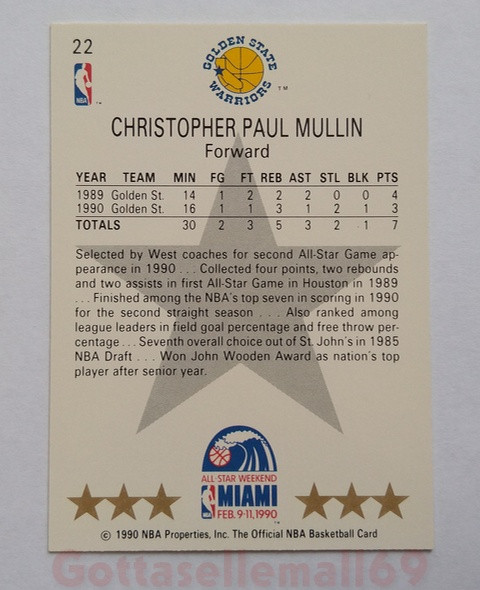 22
GOLDEN STATE
WARRIORS
TM
NBA
CHRISTOPHER PAUL MULLIN
Forward
YEAR TEAM MIN FG FT REB AST STL BLK PTS
1989 Golden St. 14 1 2 2 2 0 0 4
1990 Golden St. 16 1 1 3 1 2 1 3
TOTALS 30 2 3 5 3 2 1 7
Selected by West coaches for second All-Star Game ap-
pearance in 1990 . . . Collected four points, two rebounds
and two assists in first All-Star Game in Houston in 1989
. . . Finished among the NBA's top seven in scoring in 1990
for the second straight season . . . Also ranked among
league leaders in field goal percentage and free throw per-
centage . . . Seventh overall choice out of St. John's in 1985
NBA Draft . . . Won John Wooden Award as nation's top
player after senior year.
ALL-STAR WEEKEND
MIAMI
FEB. 9-11, 1990
© 1990 NBA Properties, Inc. The Official NBA Basketball Card
Gottasellemall69